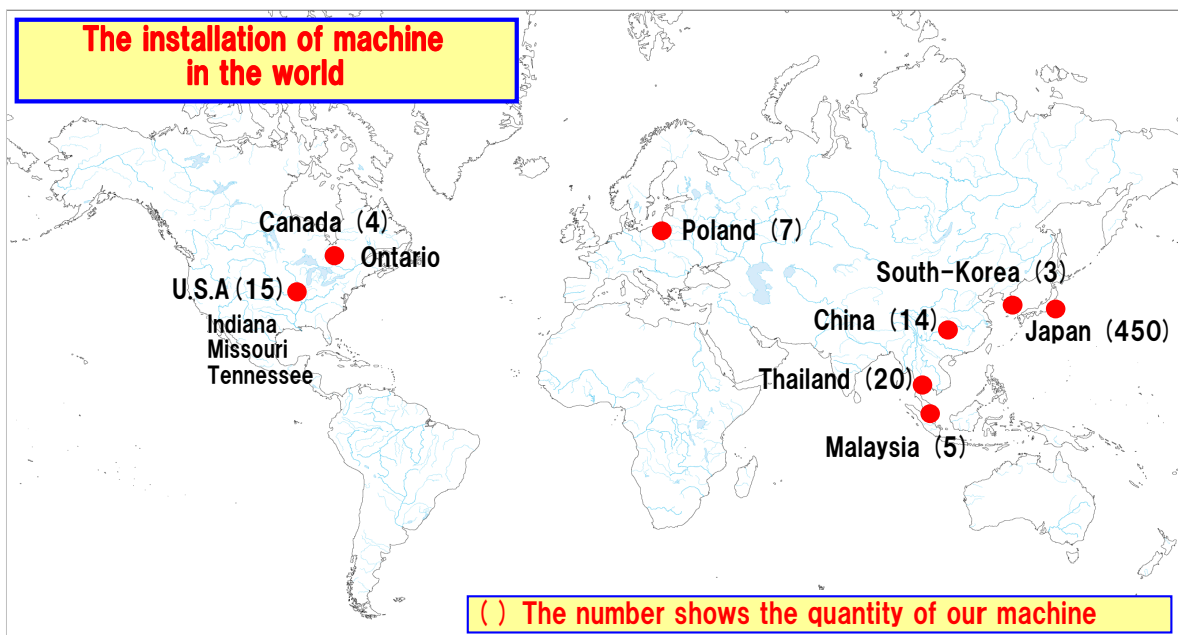 The installation of machine
in the world
Canada (4)
Ontario
U.S.A(15)
Indiana
Missouri
Tennessee
Poland (7)
South-Korea (3)
China (14)
Japan (450)
Thailand (20)
Malaysia (5)
( ) The number shows the quantity of our machine